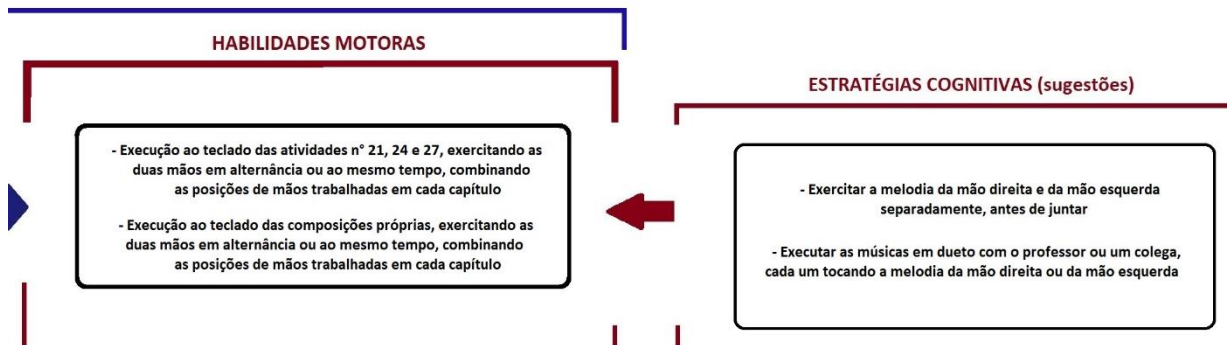 HABILIDADES MOTORAS
- Execução ao teclado das atividades n° 21, 24 e 27, exercitando as
duas mãos em alternância ou ao mesmo tempo, combinando
as posições de mãos trabalhadas em cada capítulo
- Execução ao teclado das composições próprias, exercitando as
duas mãos em alternância ou ao mesmo tempo, combinando
as posições de mãos trabalhadas em cada capítulo
ESTRATÉGIAS COGNITIVAS (sugestões)
- Exercitar a melodia da mão direita e da mão esquerda
separadamente, antes de juntar
- Executar as músicas em dueto com o professor ou um colega,
cada um tocando a melodia da mão direita ou da mão esquerda